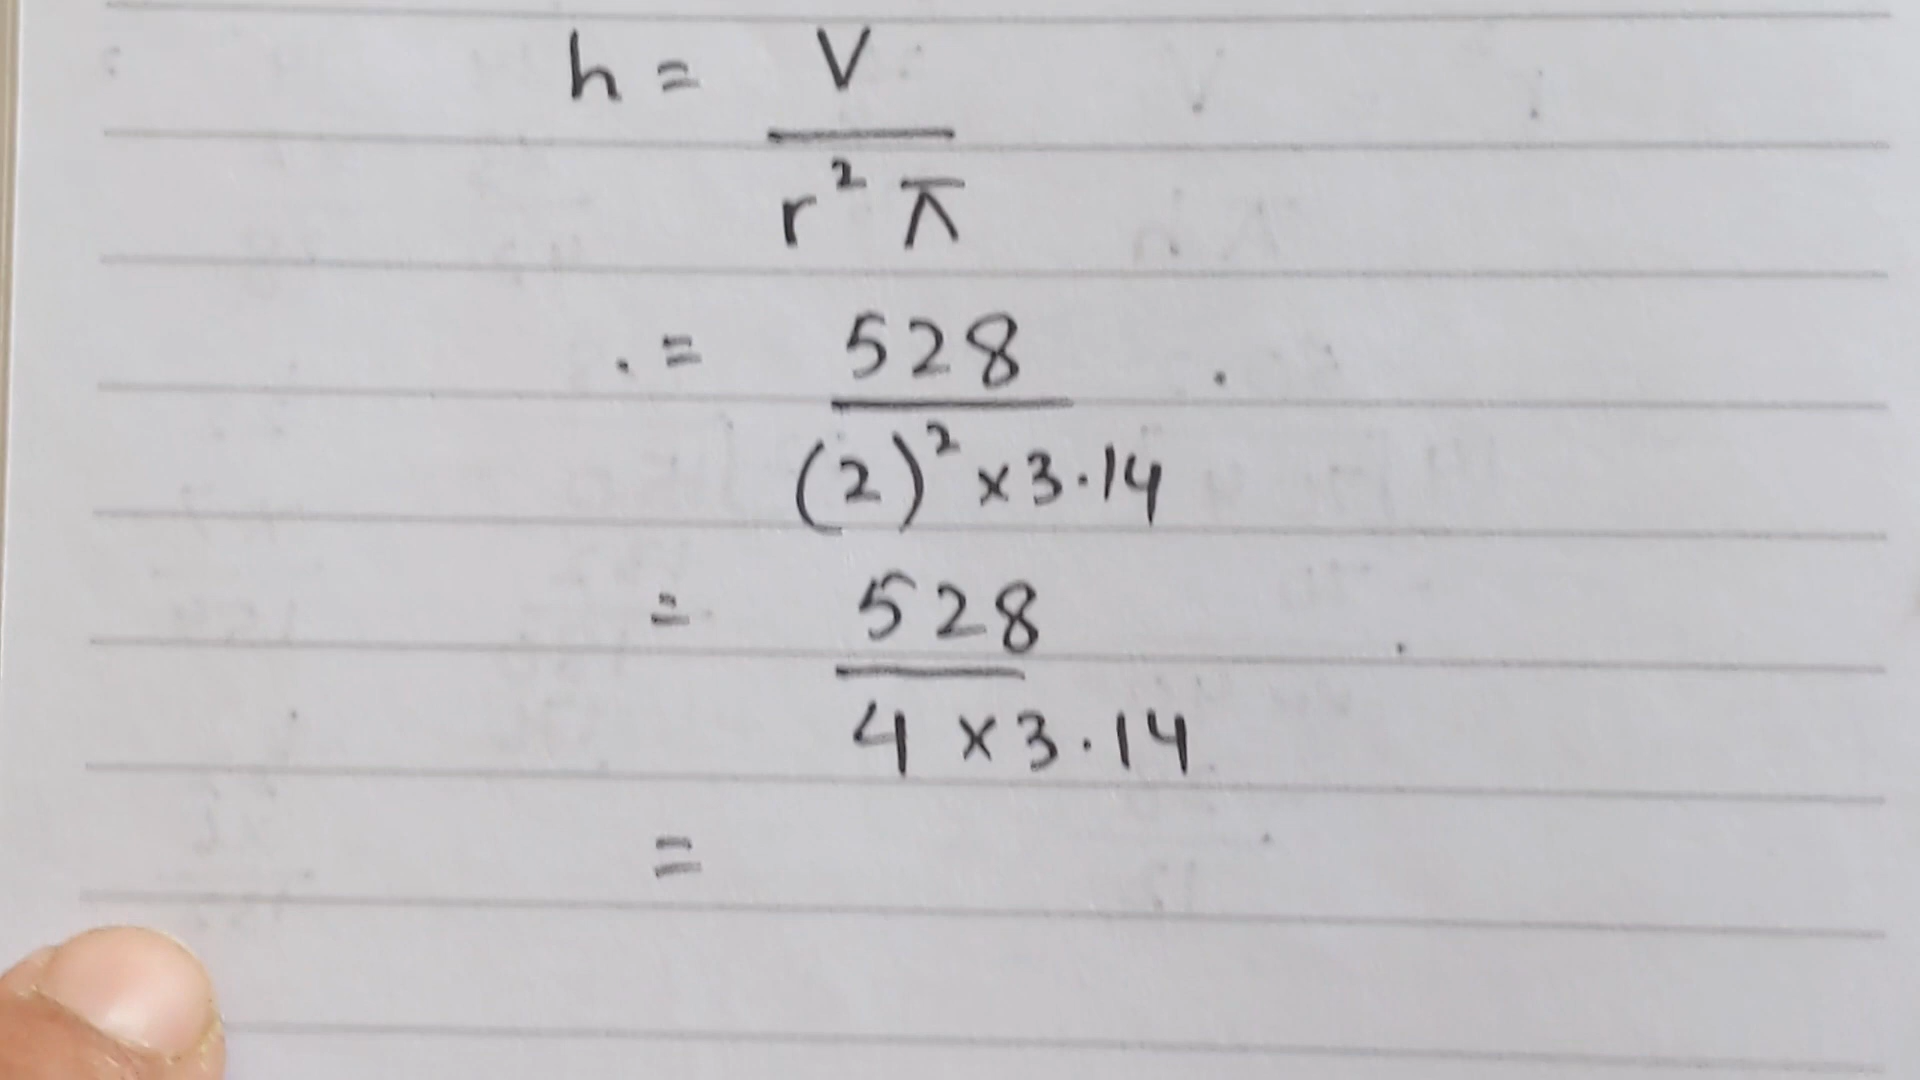 h = V
r² π
. = 528
(2)² × 3.14
= 528
4 × 3.14
=